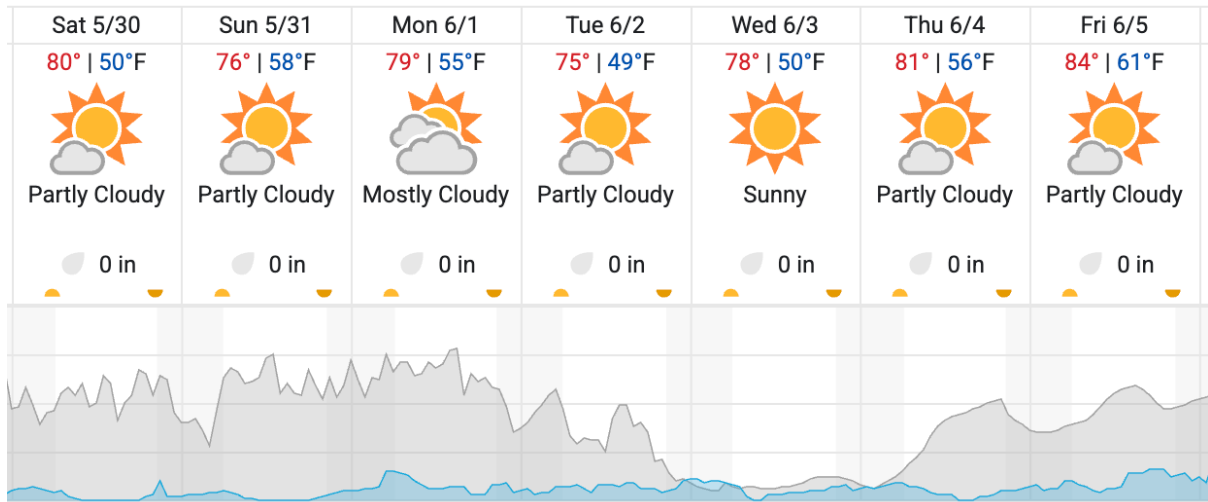 Sat 5/30 Sun 5/31 Mon 6/1 Tue 6/2 Wed 6/3 Thu 6/4 Fri 6/5
80° | 50°F 76° | 58°F 79° | 55°F 75° | 49°F 78° | 50°F 81° | 56°F 84° | 61°F
Partly Cloudy Partly Cloudy Mostly Cloudy Partly Cloudy Sunny Partly Cloudy Partly Cloudy
0 in 0 in 0 in 0 in 0 in 0 in 0 in